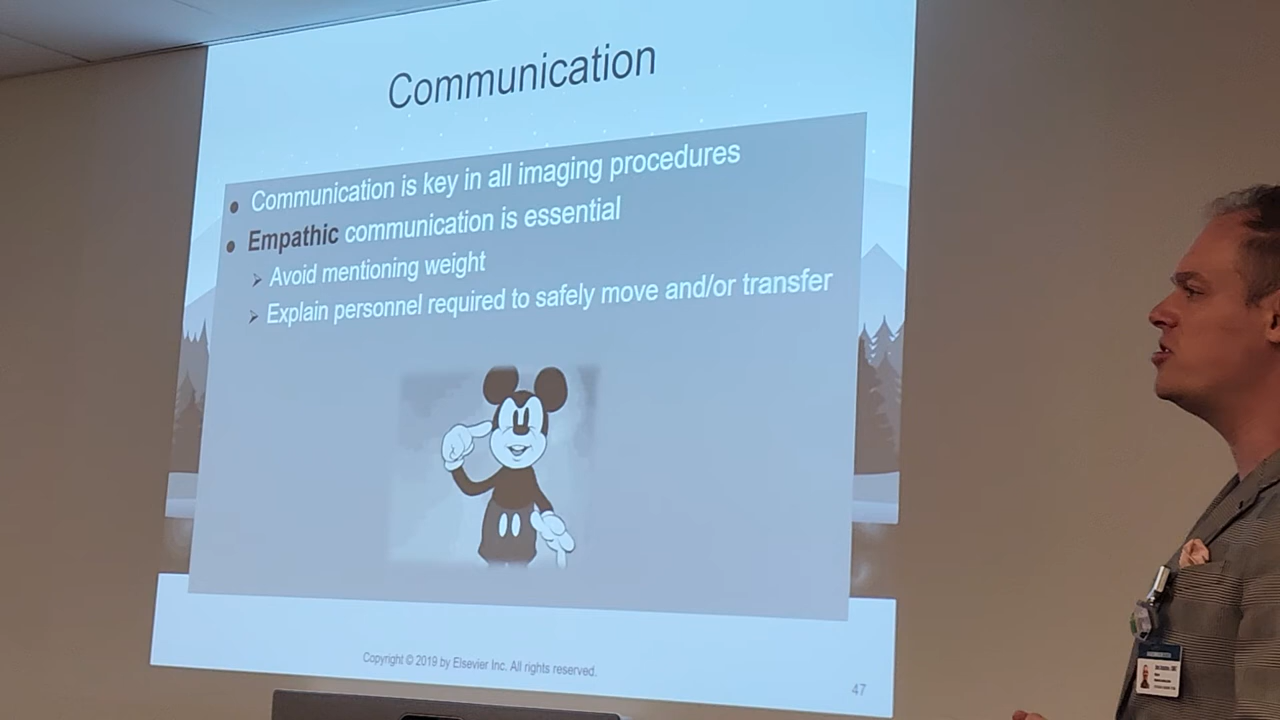 Communication
Communication is key in all imaging procedures
Empathic communication is essential
Avoid mentioning weight
Explain personnel required to safely move and/or transfer
Copyright © 2019 by Elsevier Inc. All rights reserved.
47